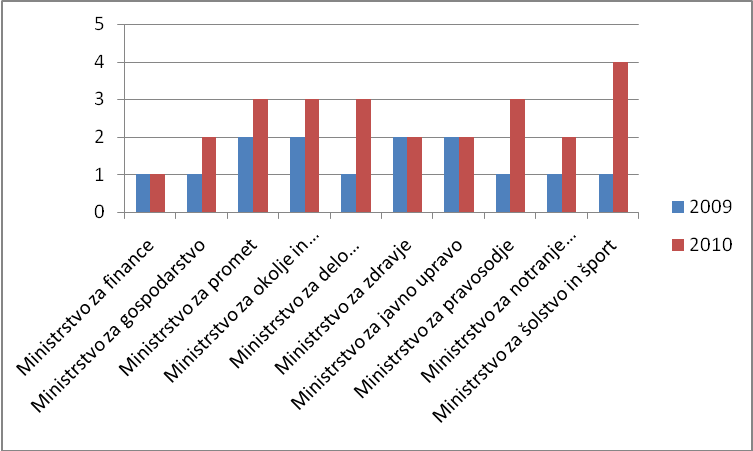 5
4
3
2
1
0
Ministrstvo za finance
Ministrstvo za gospodarstvo
Ministrstvo za promet
Ministrstvo za okolje in...
Ministrstvo za delo...
Ministrstvo za zdravje
Ministrstvo za javno upravo
Ministrstvo za pravosodje
Ministrstvo za notranje...
Ministrstvo za šolstvo in šport
2009
2010